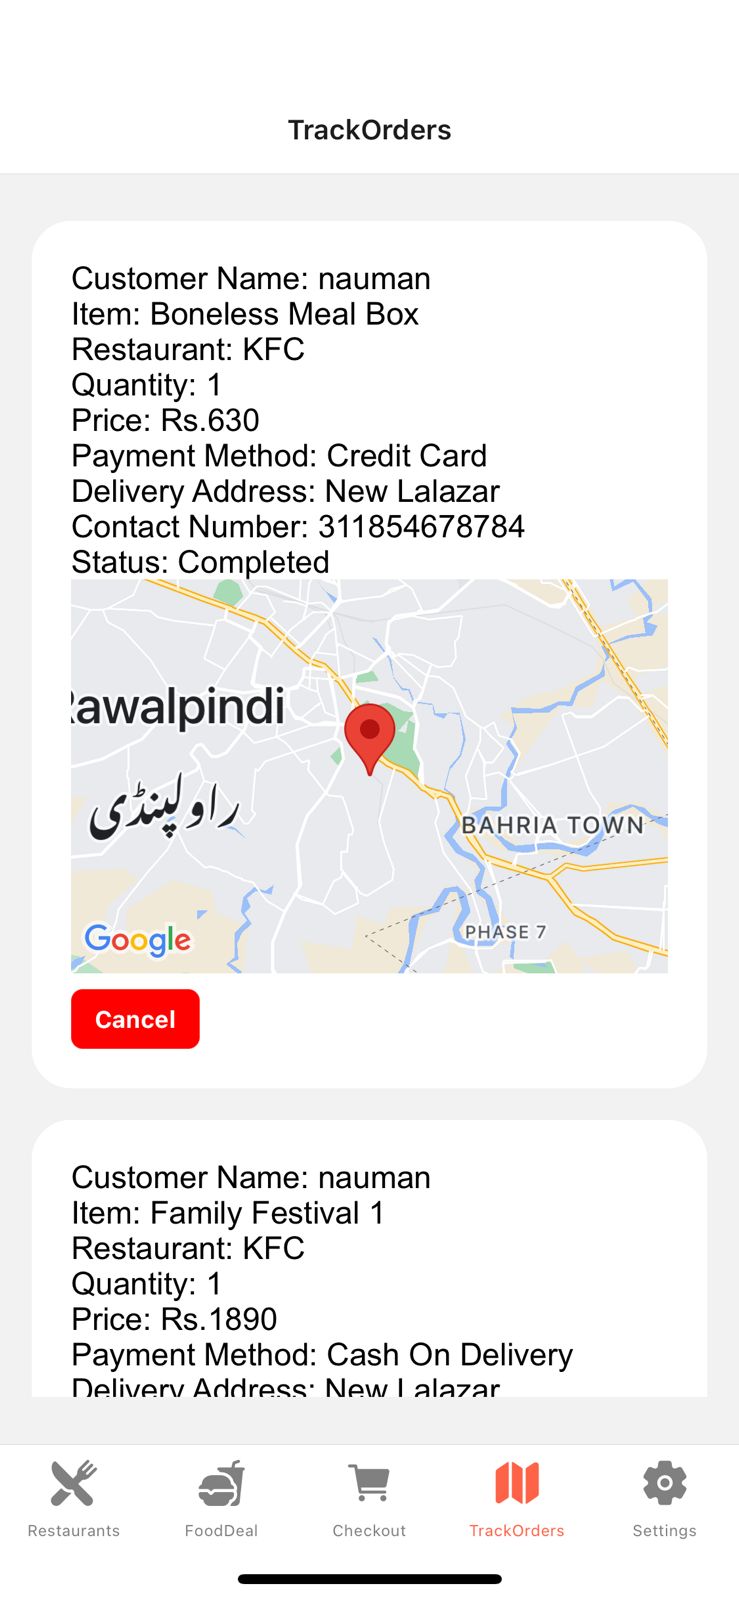 TrackOrders
Customer Name: nauman
Item: Boneless Meal Box
Restaurant: KFC
Quantity: 1
Price: Rs.630
Payment Method: Credit Card
Delivery Address: New Lalazar
Contact Number: 311854678784
Status: Completed
Rawalpindi
راولپنڈی
BAHRIA TOWN
PHASE 7
Google
Cancel
Customer Name: nauman
Item: Family Festival 1
Restaurant: KFC
Quantity: 1
Price: Rs.1890
Payment Method: Cash On Delivery
Delivery Address: New Lalazar
Restaurants
FoodDeal
Checkout
TrackOrders
Settings